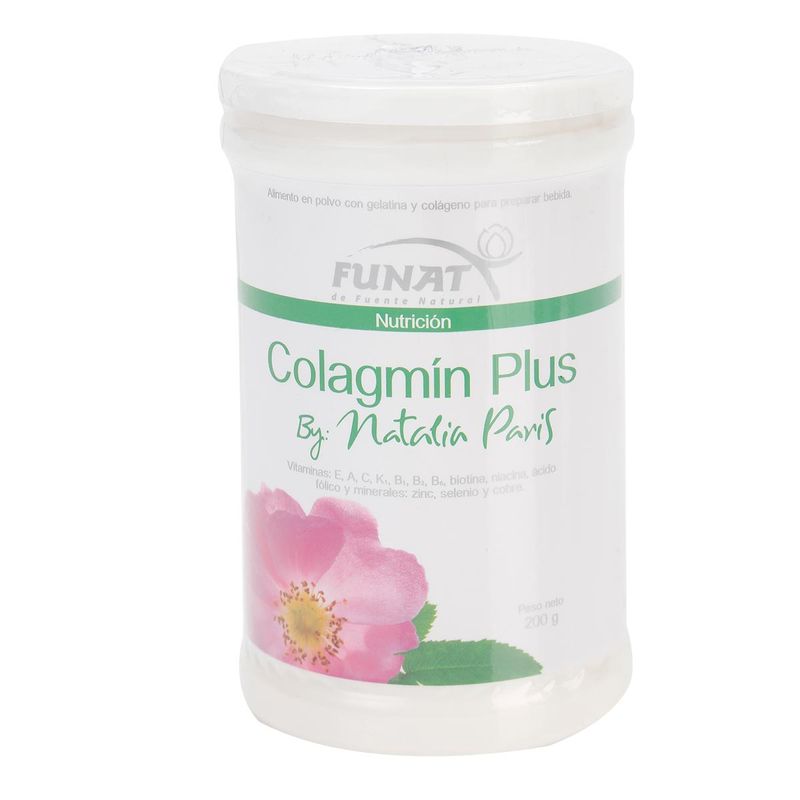 Alimento en polvo con gelatina y colágeno para preparar bebida.
FUNAT
de Fuente Natural
Nutrición
Colagmín Plus
By: Natalia Paris
Vitaminas: E, A, C, K₁, B₁, B₂, B₆, biotina, niacina, ácido
fólico y minerales: zinc, selenio y cobre.
Peso neto
200 g